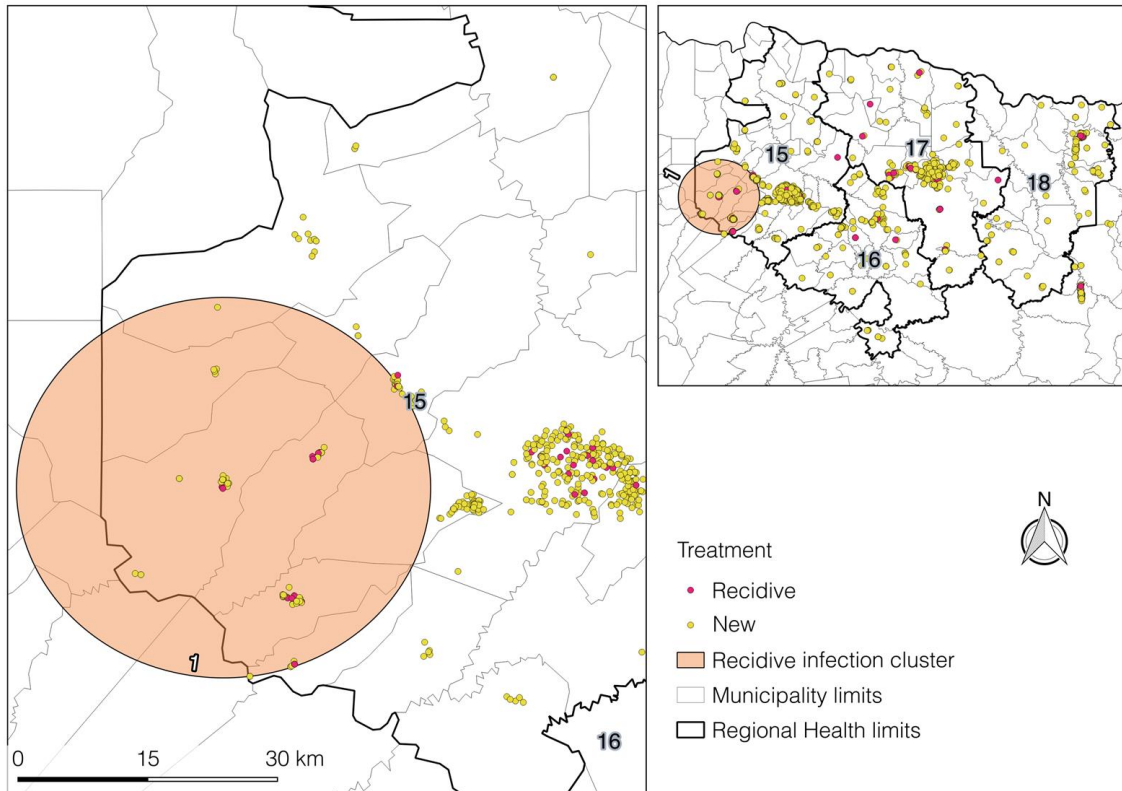 15
1
16
0 15 30 km
1
15
17
18
16
N
Treatment
Recidive
New
Recidive infection cluster
Municipality limits
Regional Health limits